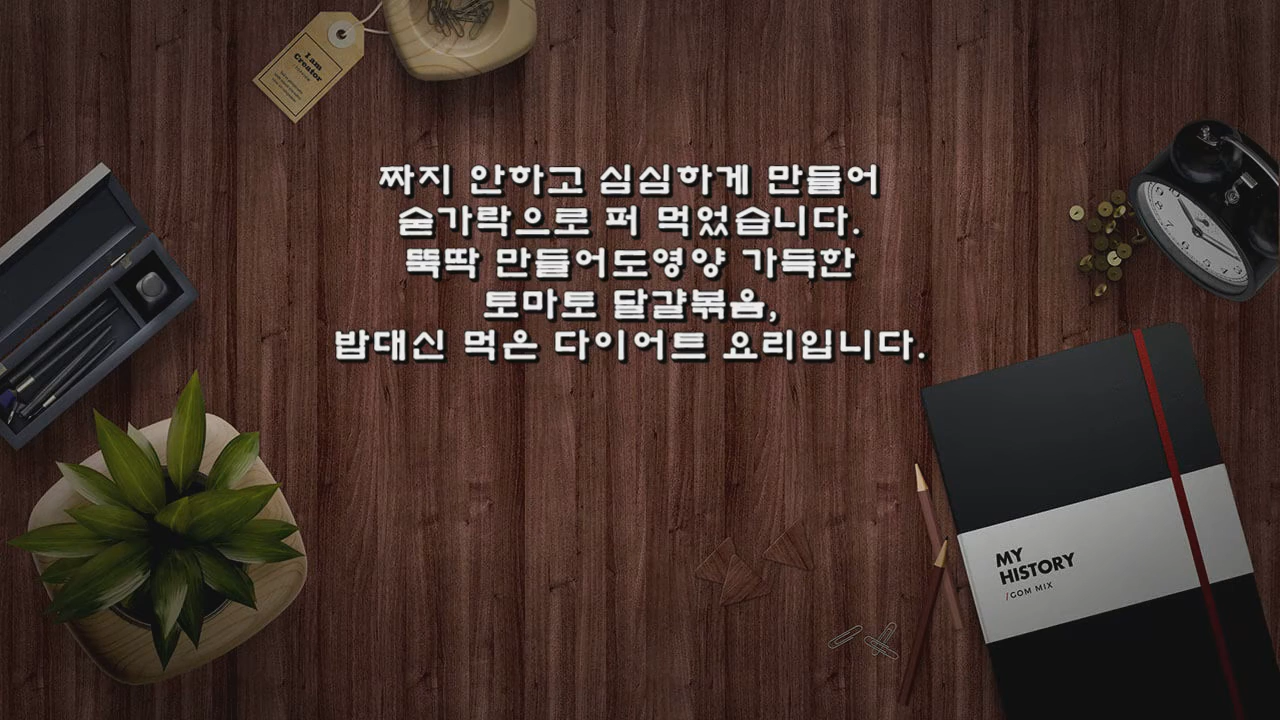 I am
Creator
짜지 안하고 심심하게 만들어
숟가락으로 퍼 먹었습니다.
뚝딱 만들어도영양 가득한
토마토 달걀볶음,
밥대신 먹은 다이어트 요리입니다.
MY
HISTORY
/GOM MIX